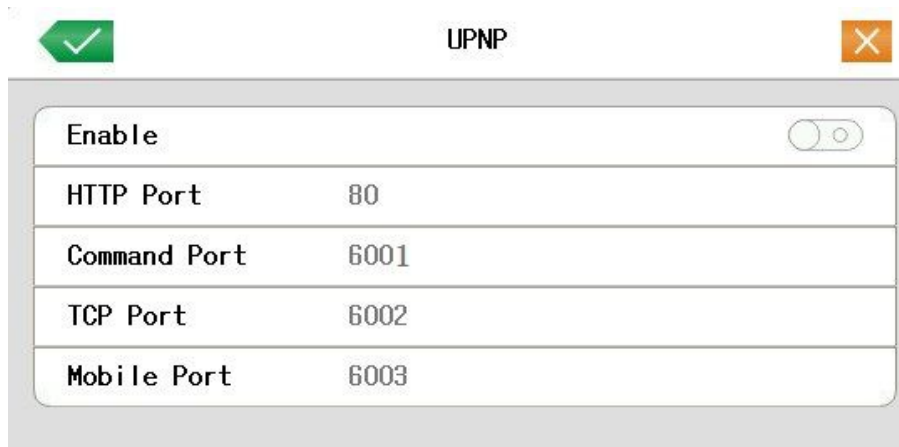 UPNP
Enable
HTTP Port 80
Command Port 6001
TCP Port 6002
Mobile Port 6003